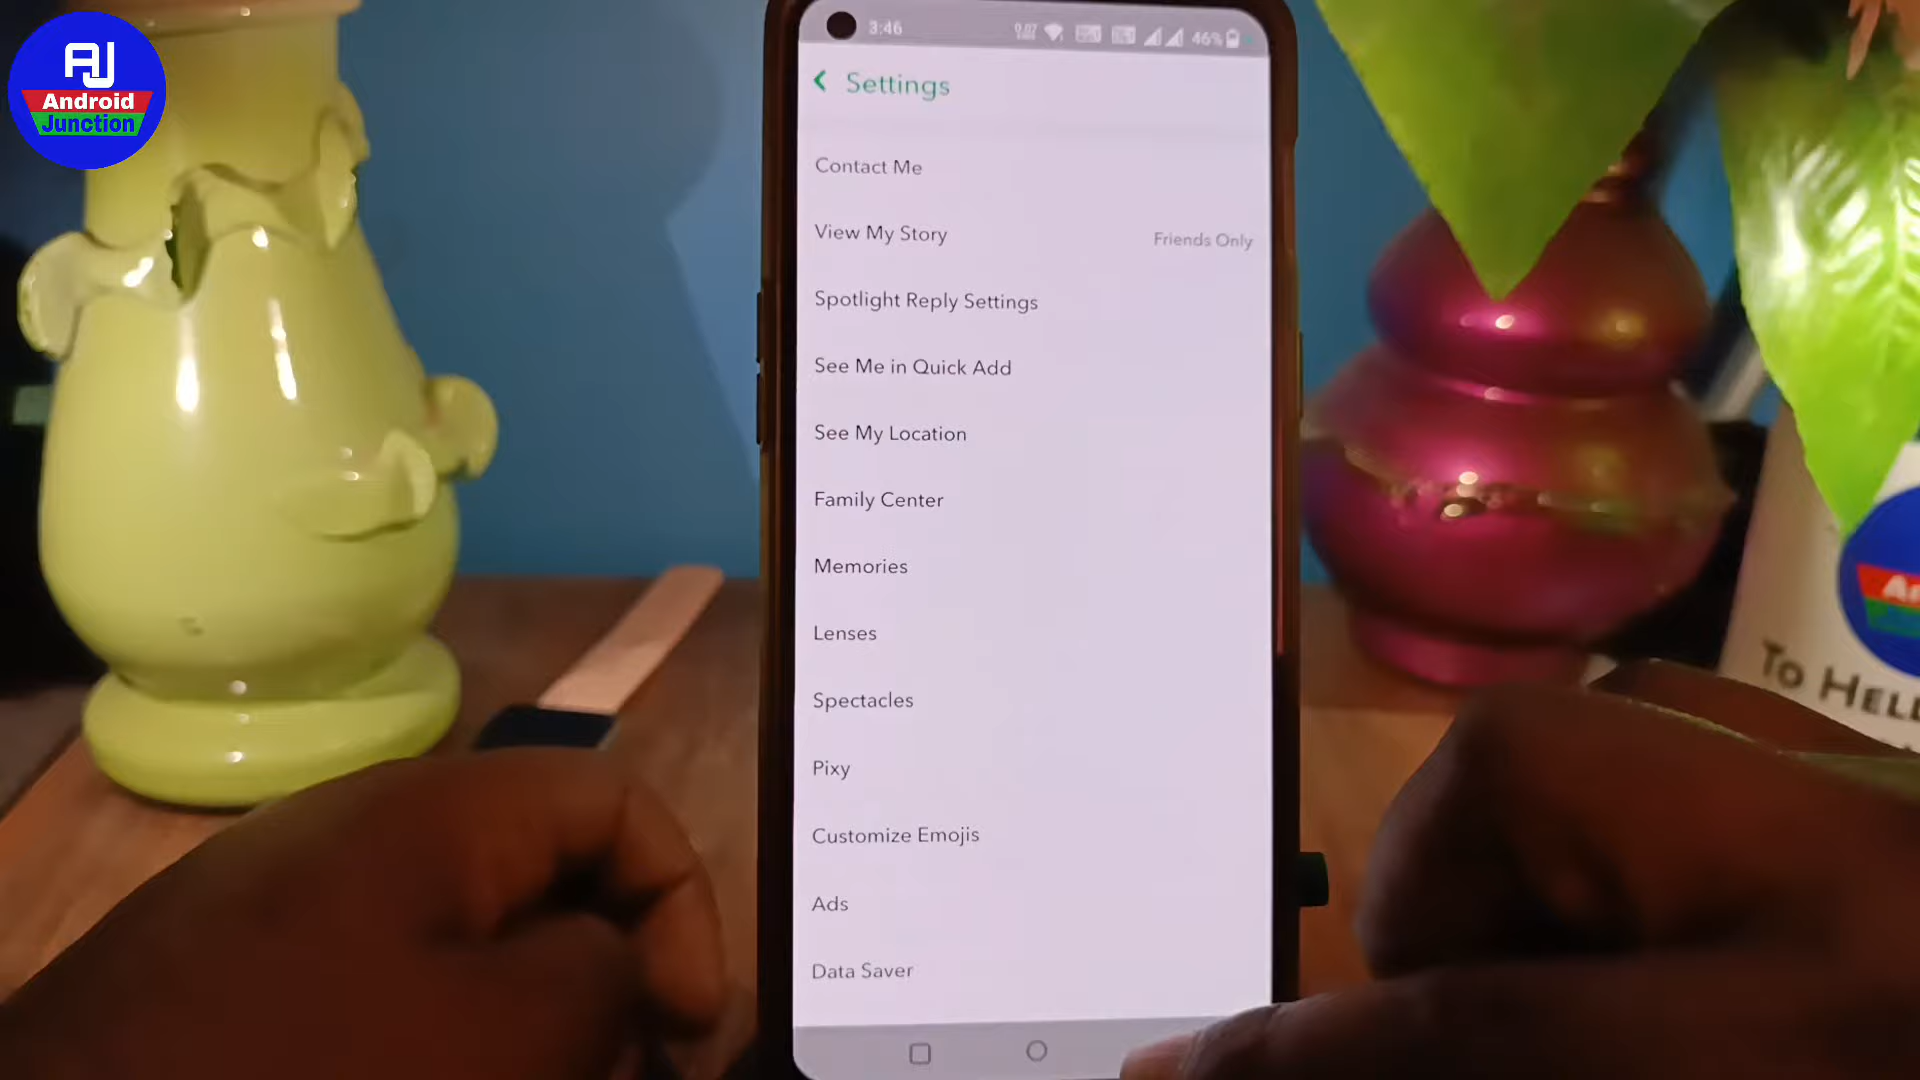 AJ
Android
Junction
3:46
46%
Settings
Contact Me
View My Story
Friends Only
Spotlight Reply Settings
See Me in Quick Add
See My Location
Family Center
Memories
Lenses
Spectacles
Pixy
Customize Emojis
Ads
Data Saver
To Hell